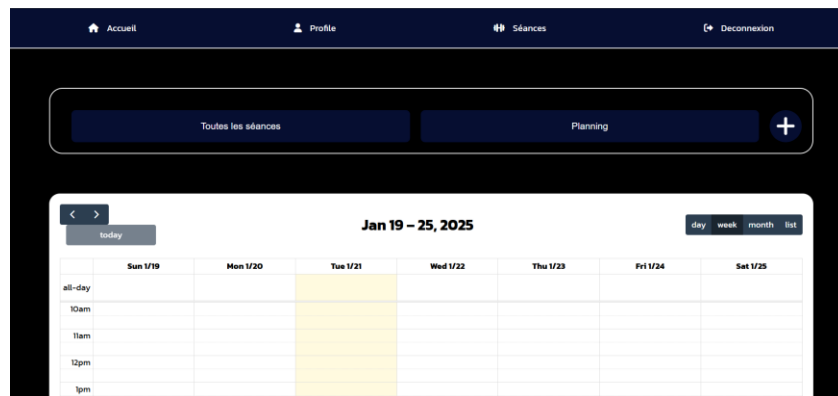 Accueil Profile Séances Deconnexion
Toutes les séances Planning
today
Jan 19 – 25, 2025
day week month list
Sun 1/19 Mon 1/20 Tue 1/21 Wed 1/22 Thu 1/23 Fri 1/24 Sat 1/25
all-day
10am
11am
12pm
1pm